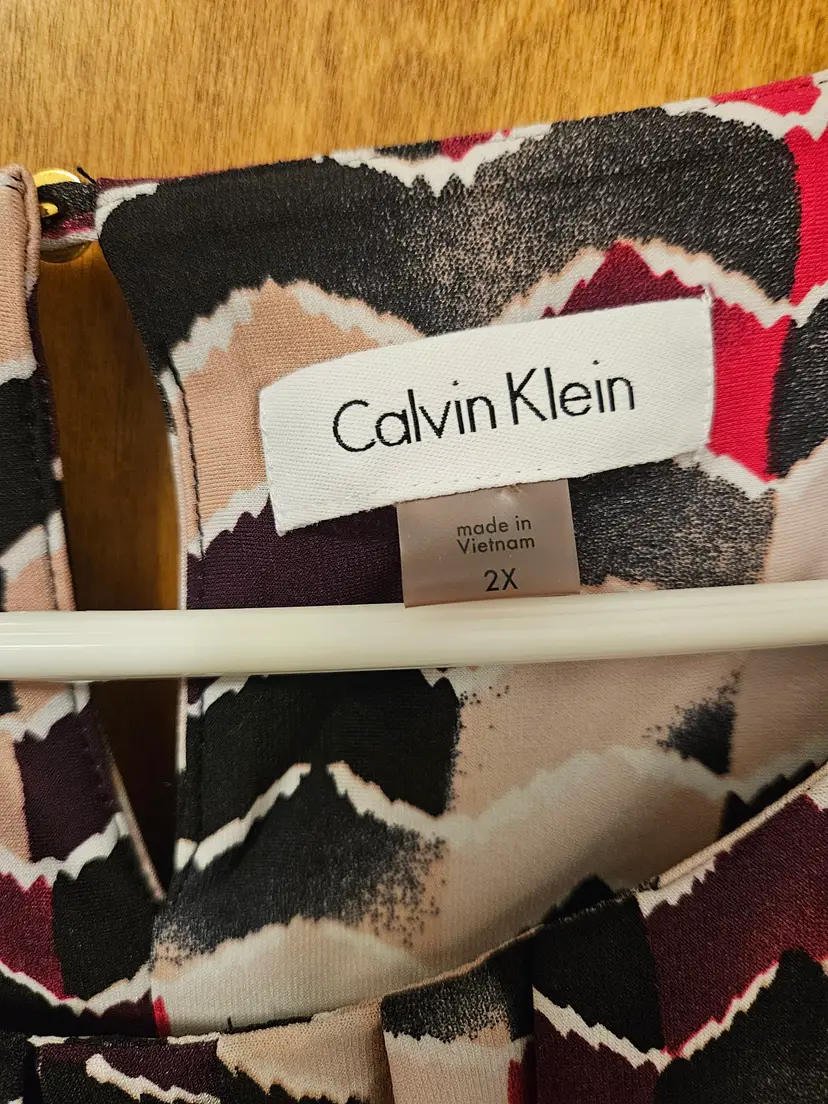 Calvin Klein
made in
Vietnam
2X